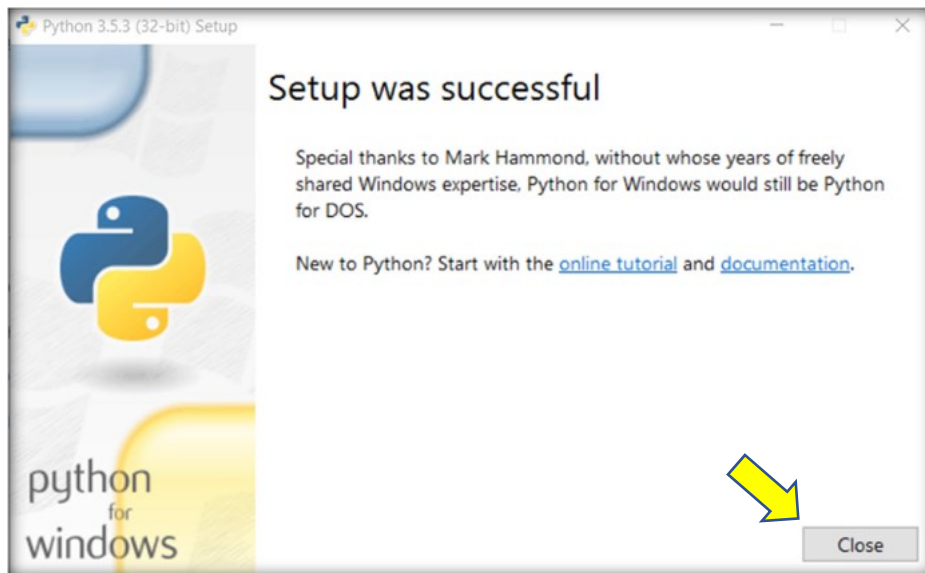 Python 3.5.3 (32-bit) Setup
Setup was successful
Special thanks to Mark Hammond, without whose years of freely
shared Windows expertise, Python for Windows would still be Python
for DOS.
New to Python? Start with the online tutorial and documentation.
python
for
windows
Close